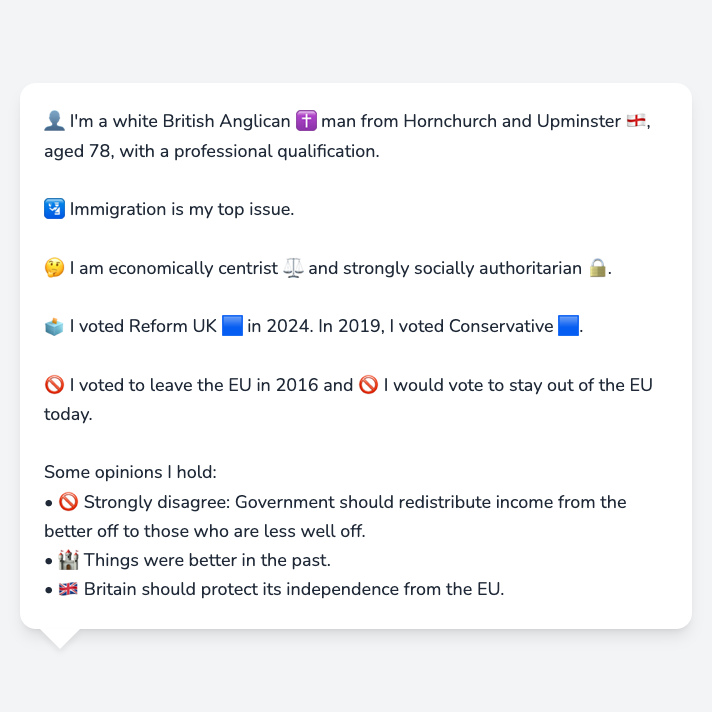 👤 I'm a white British Anglican ✝️ man from Hornchurch and Upminster 🏴󠁧󠁢󠁥󠁮󠁧󠁿,
aged 78, with a professional qualification.
🛂 Immigration is my top issue.
🤔 I am economically centrist ⚖️ and strongly socially authoritarian 🔒.
🗳️ I voted Reform UK 🟦 in 2024. In 2019, I voted Conservative 🟦.
🚫 I voted to leave the EU in 2016 and 🚫 I would vote to stay out of the EU
today.
Some opinions I hold:
• 🚫 Strongly disagree: Government should redistribute income from the
better off to those who are less well off.
• 🏰 Things were better in the past.
• 🇬🇧 Britain should protect its independence from the EU.